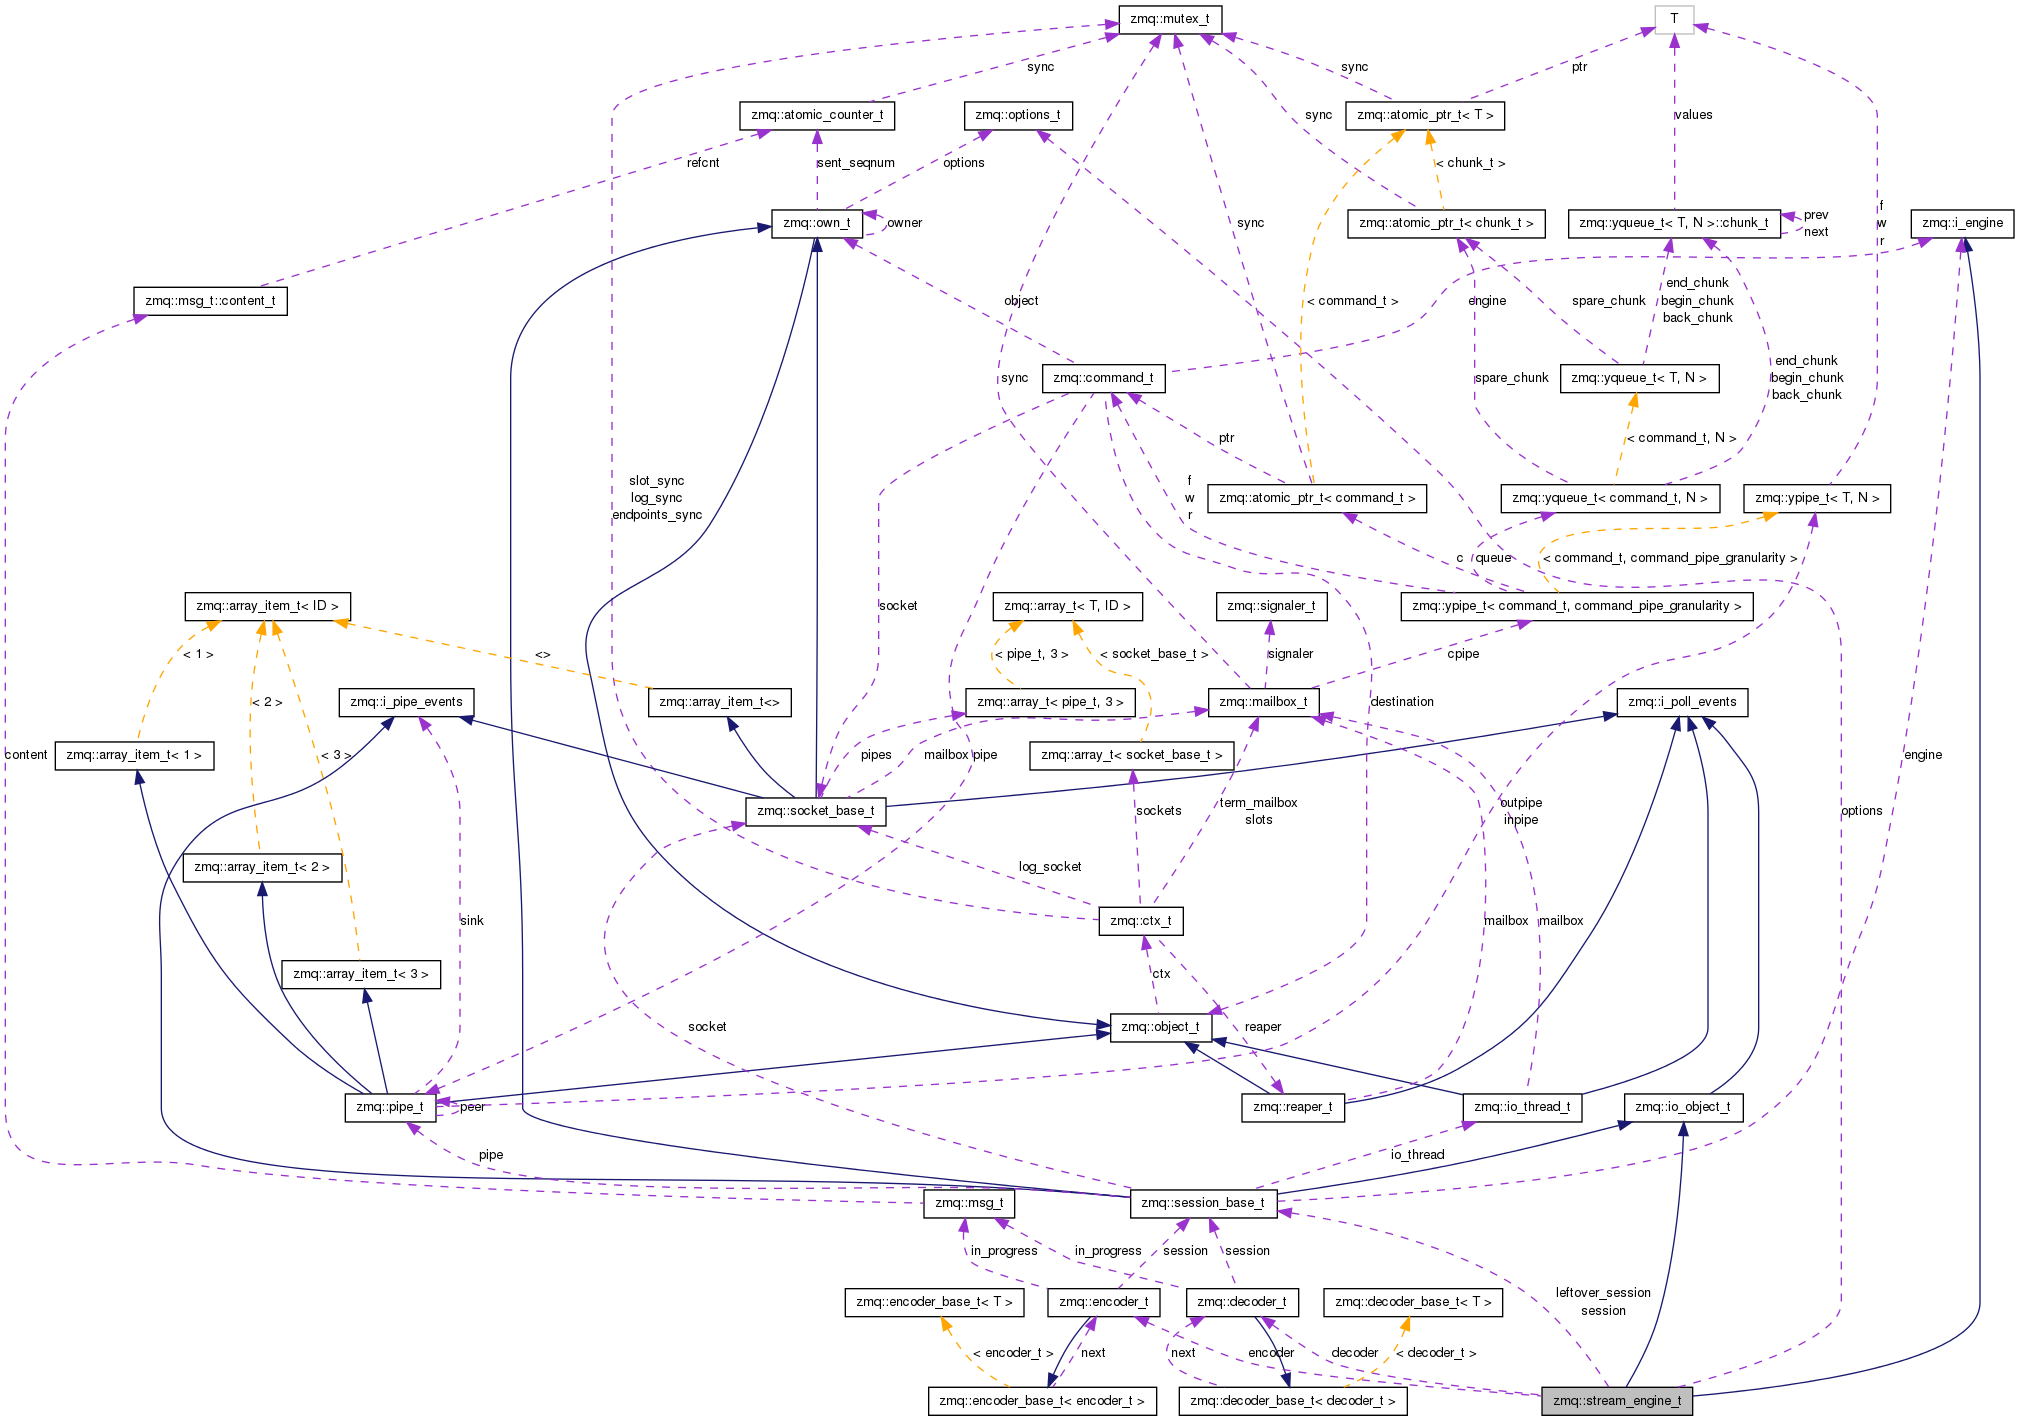 zmq::mutex_t
T
sync
sync
ptr
zmq::atomic_counter_t
zmq::options_t
zmq::atomic_ptr_t< T >
sync
values
refcnt
sent_seqnum
options
< chunk_t >
zmq::own_t
owner
sync
zmq::atomic_ptr_t< chunk_t >
zmq::yqueue_t< T, N >::chunk_t
prev
next
f
w
r
zmq::i_engine
zmq::msg_t::content_t
object
< command_t >
engine
spare_chunk
end_chunk
begin_chunk
back_chunk
zmq::command_t
sync
spare_chunk
zmq::yqueue_t< T, N >
end_chunk
begin_chunk
back_chunk
ptr
< command_t, N >
slot_sync
log_sync
endpoints_sync
f
w
r
zmq::atomic_ptr_t< command_t >
zmq::yqueue_t< command_t, N >
zmq::ypipe_t< T, N >
c
queue
< command_t, command_pipe_granularity >
zmq::array_item_t< ID >
socket
zmq::array_t< T, ID >
zmq::signaler_t
zmq::ypipe_t< command_t, command_pipe_granularity >
< 1 >
<>
< pipe_t, 3 >
< socket_base_t >
signaler
cpipe
< 2 >
zmq::i_pipe_events
zmq::array_item_t<>
zmq::array_t< pipe_t, 3 >
zmq::mailbox_t
destination
zmq::i_poll_events
content
zmq::array_item_t< 1 >
< 3 >
pipes
mailbox
pipe
zmq::array_t< socket_base_t >
engine
zmq::socket_base_t
sockets
term_mailbox
slots
outpipe
inpipe
options
zmq::array_item_t< 2 >
log_socket
sink
zmq::ctx_t
mailbox
mailbox
zmq::array_item_t< 3 >
ctx
socket
zmq::object_t
reaper
zmq::pipe_t
peer
zmq::reaper_t
zmq::io_thread_t
zmq::io_object_t
pipe
io_thread
zmq::msg_t
zmq::session_base_t
in_progress
in_progress
session
session
zmq::encoder_base_t< T >
zmq::encoder_t
zmq::decoder_t
zmq::decoder_base_t< T >
leftover_session
session
< encoder_t >
next
next
encoder
decoder
< decoder_t >
zmq::encoder_base_t< encoder_t >
zmq::decoder_base_t< decoder_t >
zmq::stream_engine_t